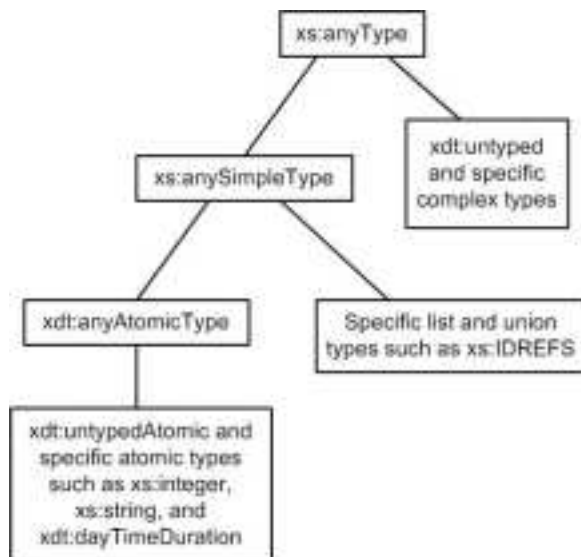 xs:anyType
xdt:untyped
and specific
complex types
xs:anySimpleType
xdt:anyAtomicType
Specific list and union
types such as xs:IDREFS
xdt:untypedAtomic and
specific atomic types
such as xs:integer,
xs:string, and
xdt:dayTimeDuration